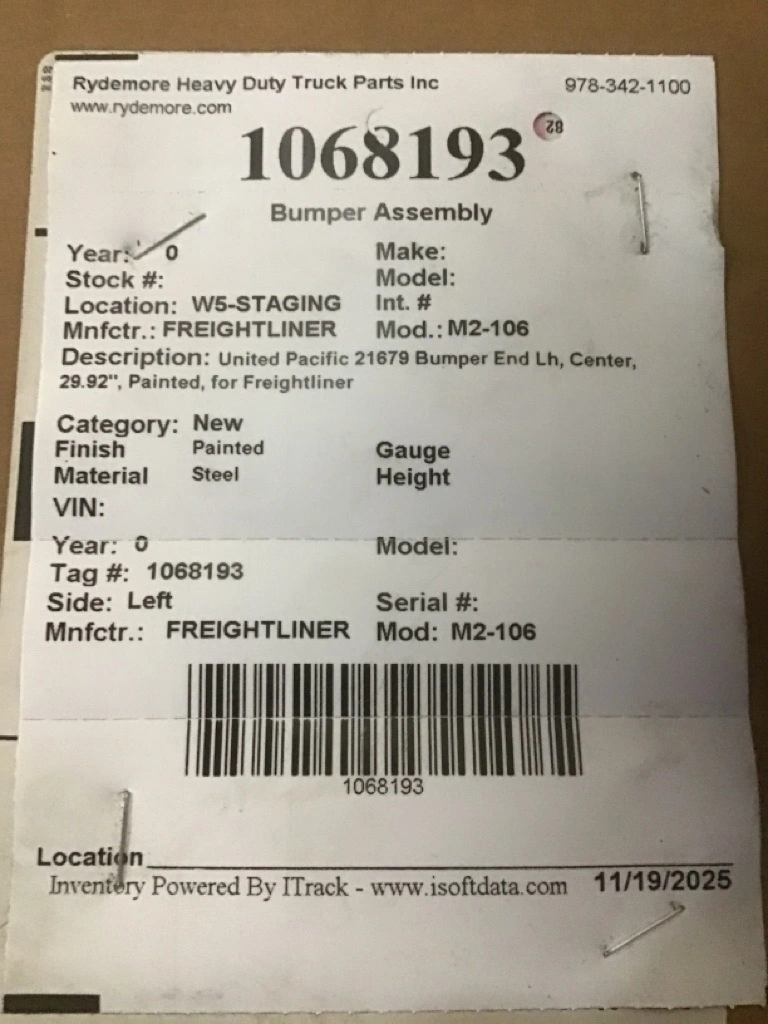 Rydemore Heavy Duty Truck Parts Inc 978-342-1100
www.rydemore.com
1068193
82
Bumper Assembly
Year: 0 Make:
Stock #: Model:
Location: W5-STAGING Int. #
Mnfctr.: FREIGHTLINER Mod.: M2-106
Description: United Pacific 21679 Bumper End Lh, Center,
29.92", Painted, for Freightliner
Category: New
Finish Painted Gauge
Material Steel Height
VIN:
Year: 0 Model:
Tag #: 1068193
Side: Left Serial #:
Mnfctr.: FREIGHTLINER Mod: M2-106
1068193
Location
Inventory Powered By ITrack - www.isoftdata.com 11/19/2025